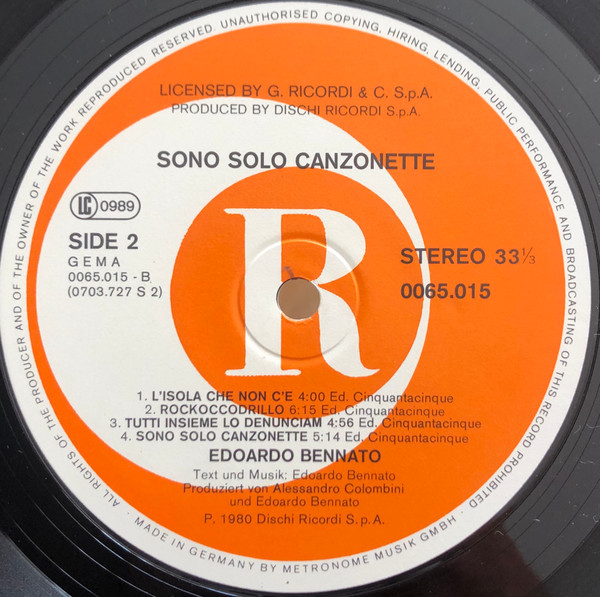 ALL RIGHTS OF THE PRODUCER AND OF THE OWNER OF THE WORK REPRODUCED RESERVED. UNAUTHORISED COPYING, HIRING, LENDING, PUBLIC PERFORMANCE AND BROADCASTING OF THIS RECORD PROHIBITED.
LICENSED BY G. RICORDI & C. S.p.A.
PRODUCED BY DISCHI RICORDI S.p.A.
SONO SOLO CANZONETTE
LC 0989
SIDE 2
GEMA
0065.015 - B
(0703.727 S 2)
R
STEREO 33⅓
0065.015
1. L'ISOLA CHE NON C'E 4:00 Ed. Cinquantacinque
2. ROCKOCCODRILLO 6:15 Ed. Cinquantacinque
3. TUTTI INSIEME LO DENUNCIAM 4:56 Ed. Cinquantacinque
4. SONO SOLO CANZONETTE 5:14 Ed. Cinquantacinque
EDOARDO BENNATO
Text und Musik: Edoardo Bennato
Produziert von Alessandro Colombini
und Edoardo Bennato
P. 1980 Dischi Ricordi S.p.A.
MADE IN GERMANY BY METRONOME MUSIK GMBH